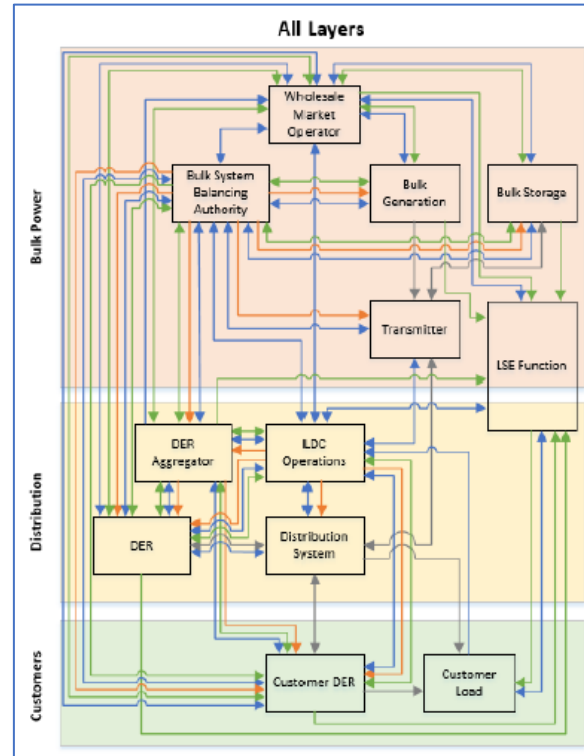 All Layers
Bulk Power
Wholesale
Market
Operator
Bulk System
Balancing
Authority
Bulk
Generation
Bulk Storage
Transmitter
LSE Function
Distribution
DER
Aggregator
ILDC
Operations
DER
Distribution
System
Customers
Customer DER
Customer
Load